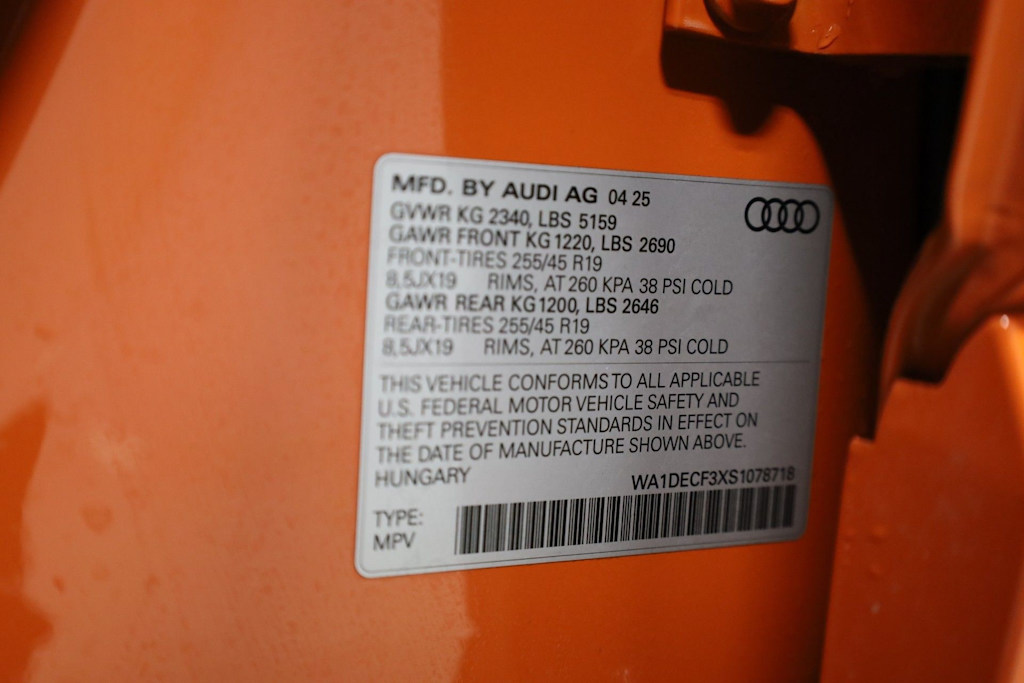 MFD. BY AUDI AG 04 25
GVWR KG 2340, LBS 5159
GAWR FRONT KG 1220, LBS 2690
FRONT-TIRES 255/45 R19
8,5JX19 RIMS, AT 260 KPA 38 PSI COLD
GAWR REAR KG 1200, LBS 2646
REAR-TIRES 255/45 R19
8,5JX19 RIMS, AT 260 KPA 38 PSI COLD
THIS VEHICLE CONFORMS TO ALL APPLICABLE
U.S. FEDERAL MOTOR VEHICLE SAFETY AND
THEFT PREVENTION STANDARDS IN EFFECT ON
THE DATE OF MANUFACTURE SHOWN ABOVE.
HUNGARY WA1DECF3XS1078718
TYPE:
MPV